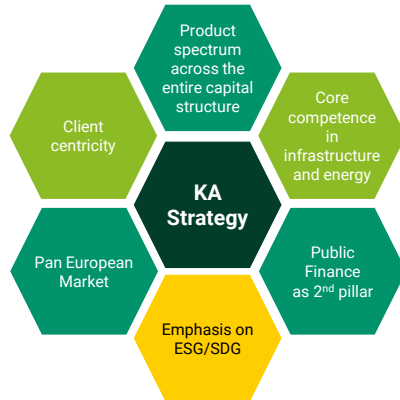 Product
spectrum
across the
entire capital
structure
Client
centricity
Core
competence
in
infrastructure
and energy
KA
Strategy
Pan European
Market
Public
Finance
as 2nd pillar
Emphasis on
ESG/SDG